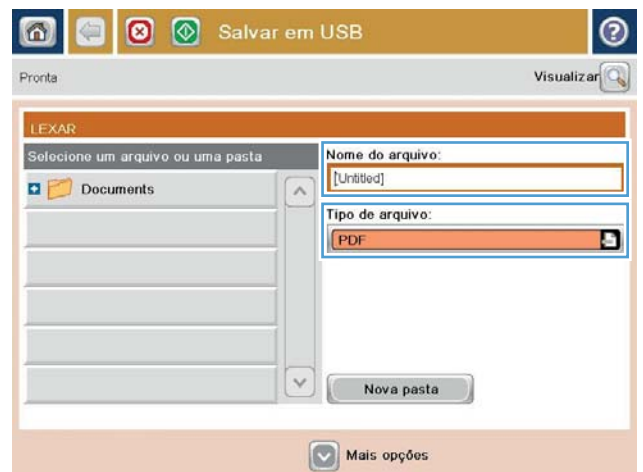 Salvar em USB
Pronta
Visualizar
LEXAR
Selecione um arquivo ou uma pasta
Nome do arquivo:
[Untitled]
Documents
Tipo de arquivo:
PDF
Nova pasta
Mais opções